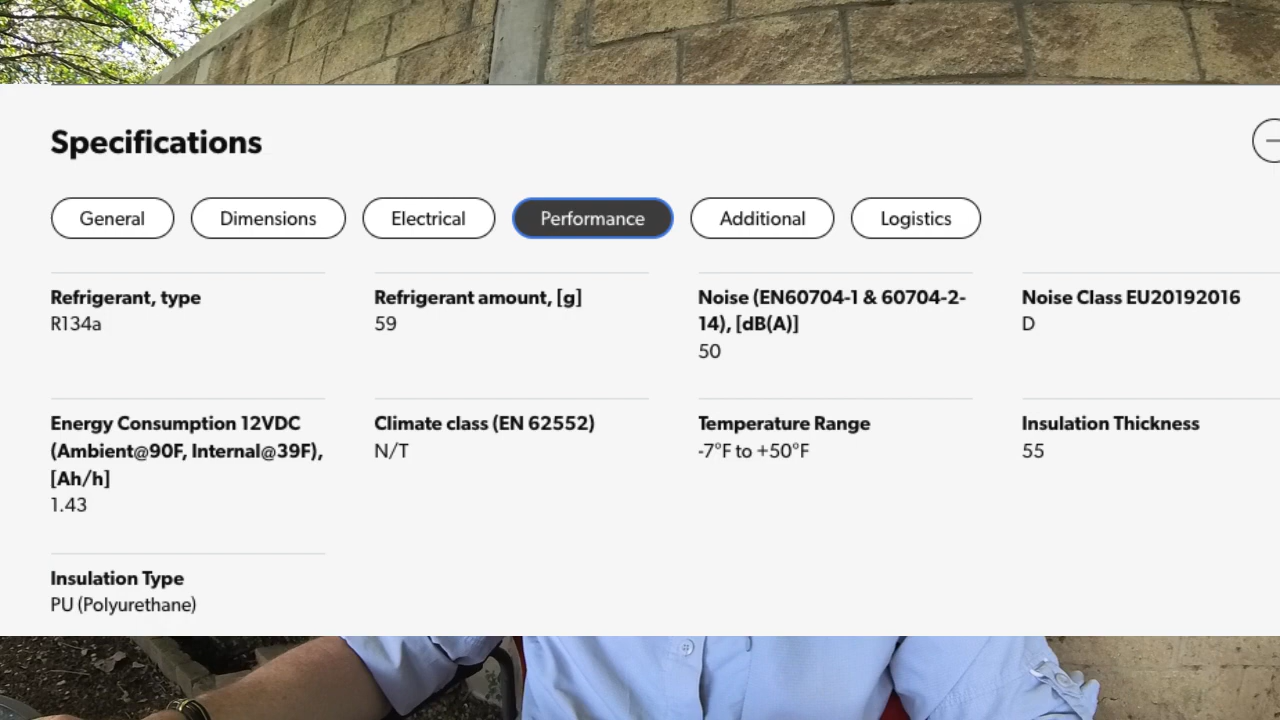 Specifications
General
Dimensions
Electrical
Performance
Additional
Logistics
Refrigerant, type
R134a
Refrigerant amount, [g]
59
Noise (EN60704-1 & 60704-2-
14), [dB(A)]
50
Noise Class EU20192016
D
Energy Consumption 12VDC
(Ambient@90F, Internal@39F),
[Ah/h]
1.43
Climate class (EN 62552)
N/T
Temperature Range
-7°F to +50°F
Insulation Thickness
55
Insulation Type
PU (Polyurethane)